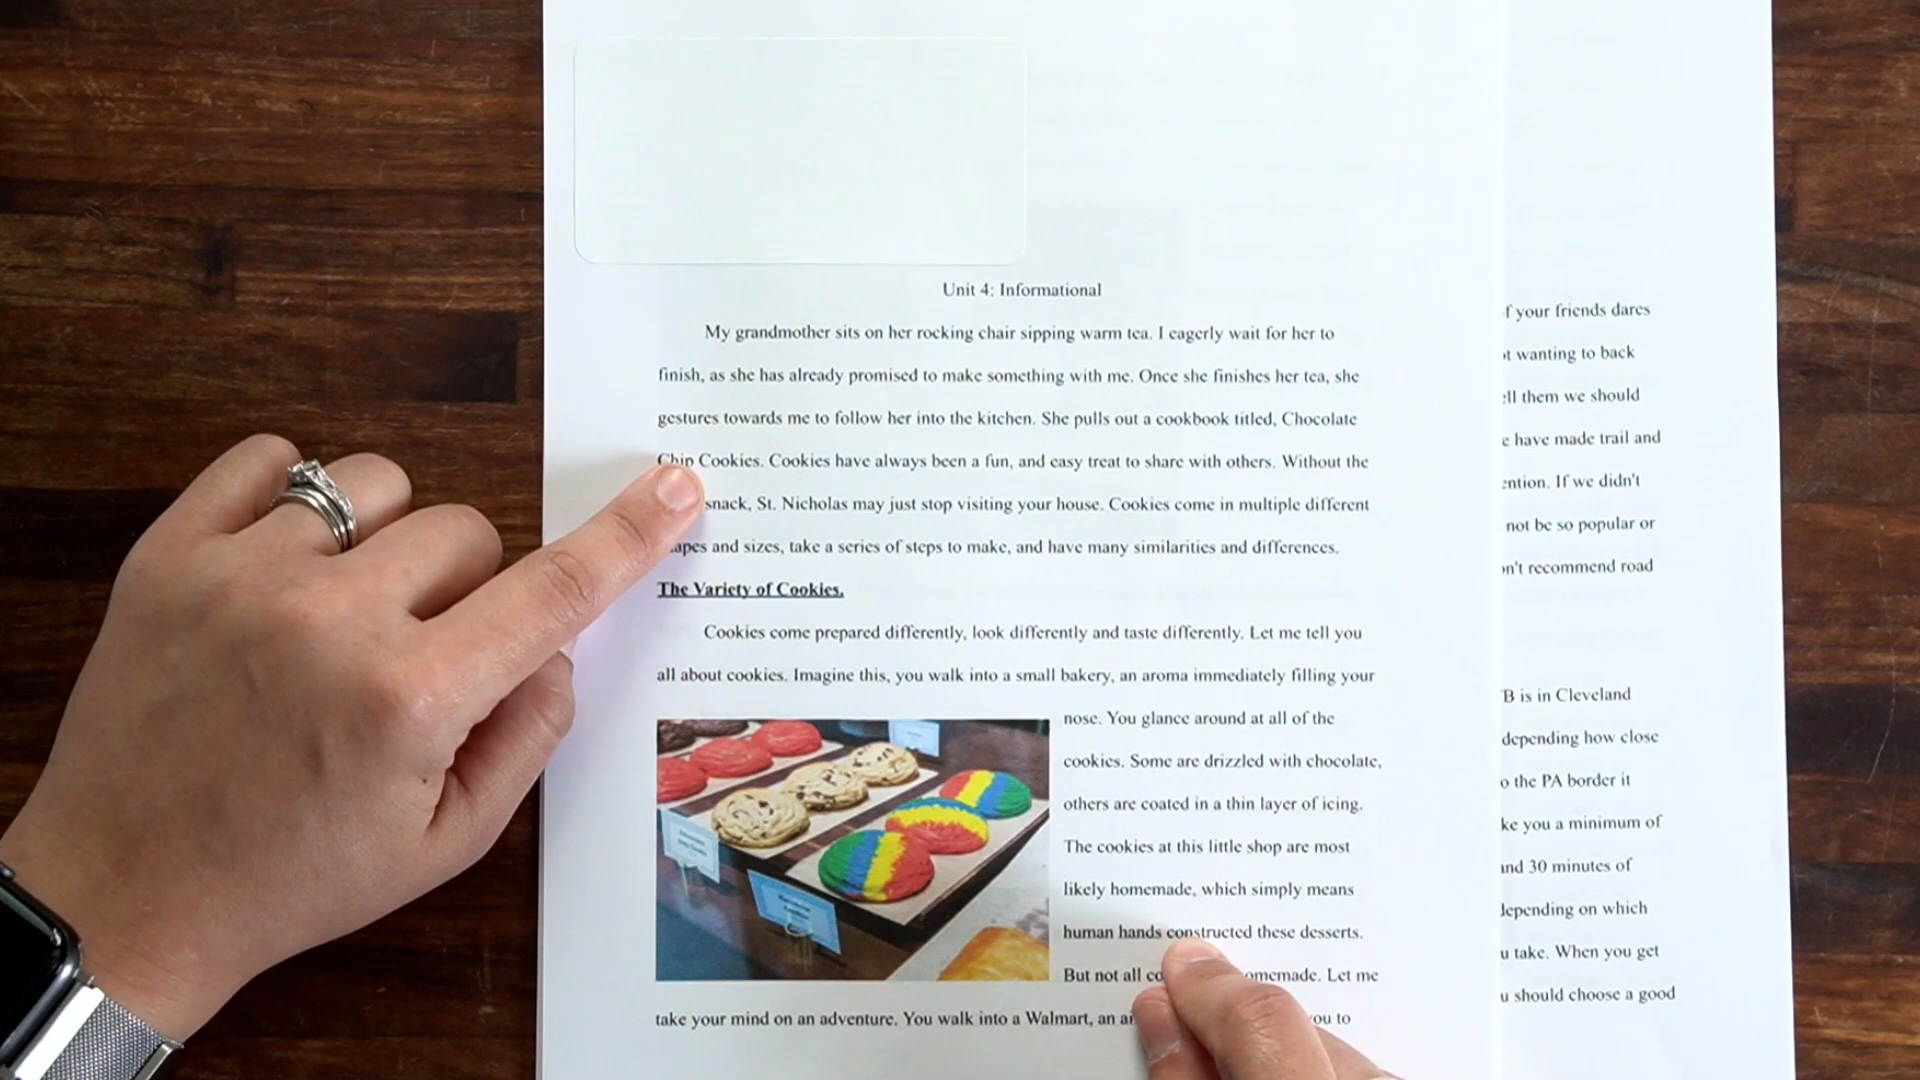 Unit 4: Informational
My grandmother sits on her rocking chair sipping warm tea. I eagerly wait for her to
finish, as she has already promised to make something with me. Once she finishes her tea, she
gestures towards me to follow her into the kitchen. She pulls out a cookbook titled, Chocolate
Chip Cookies. Cookies have always been a fun, and easy treat to share with others. Without the
snack, St. Nicholas may just stop visiting your house. Cookies come in multiple different
and sizes, take a series of steps to make, and have many similarities and differences.
The Variety of Cookies.
Cookies come prepared differently, look differently and taste differently. Let me tell you
all about cookies. Imagine this, you walk into a small bakery, an aroma immediately filling your
nose. You glance around at all of the
cookies. Some are drizzled with chocolate,
others are coated in a thin layer of icing.
The cookies at this little shop are most
likely homemade, which simply means
human hands constructed these desserts.
But not all omemade. Let me
take your mind on an adventure. You walk into a Walmart, an ou to
f your friends dares
wanting to back
them we should
e have made trail and
If we didn't
not be so popular or
recommend road
B is in Cleveland
depending how close
o the PA border it
ke you a minimum of
and 30 minutes of
depending on which
u take. When you get
u should choose a good